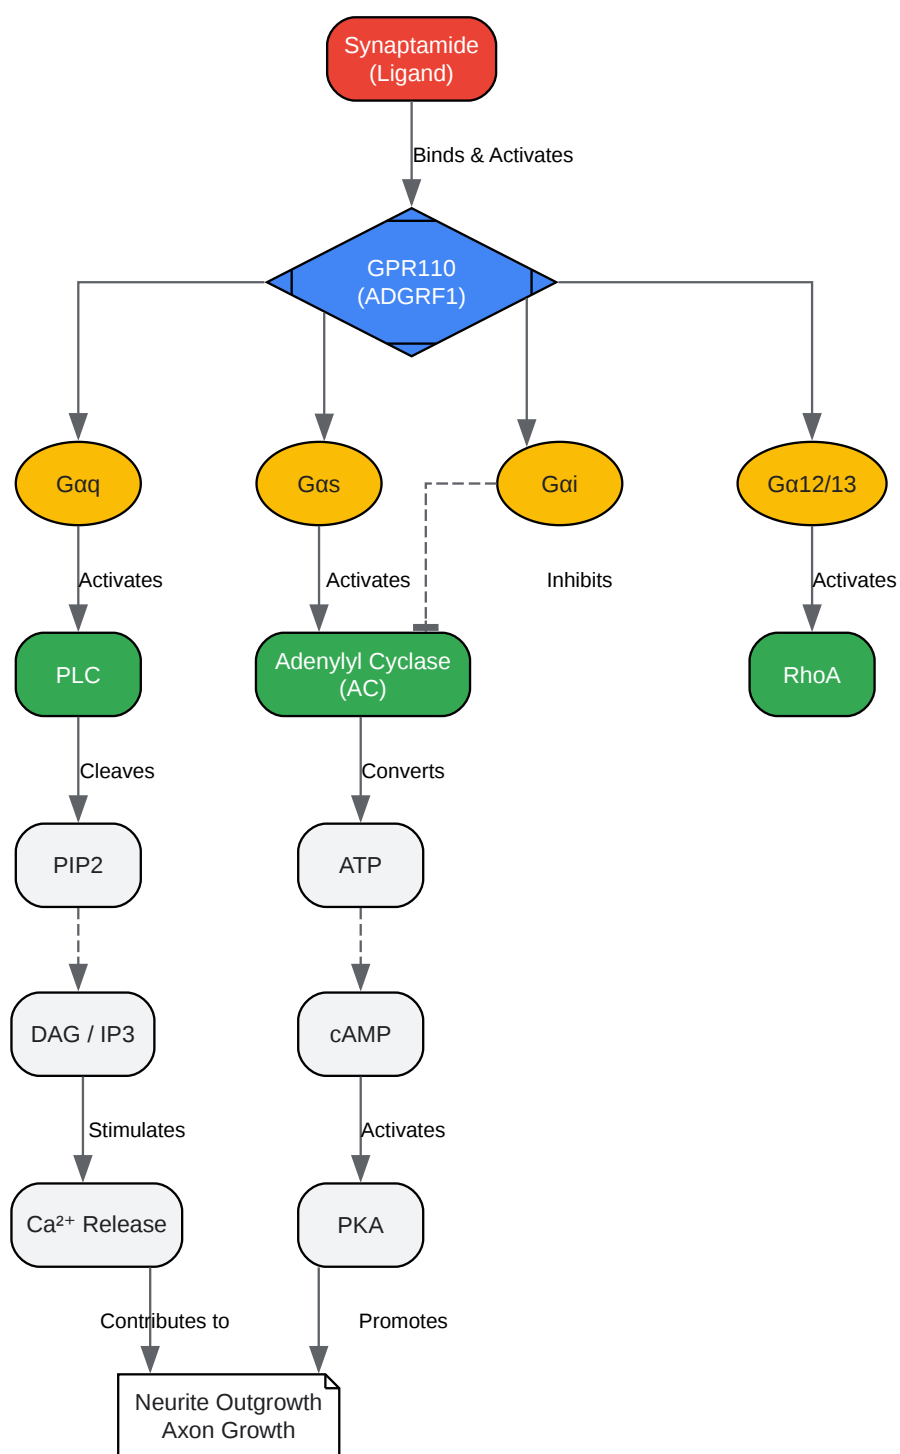 Synaptamide
(Ligand)
Binds & Activates
GPR110
(ADGRF1)
Gαq
Gαs
Gαi
Gα12/13
Activates
Activates
Inhibits
Activates
PLC
Adenylyl Cyclase
(AC)
RhoA
Cleaves
Converts
PIP2
ATP
DAG / IP3
cAMP
Stimulates
Activates
Ca²⁺ Release
PKA
Contributes to
Promotes
Neurite Outgrowth
Axon Growth